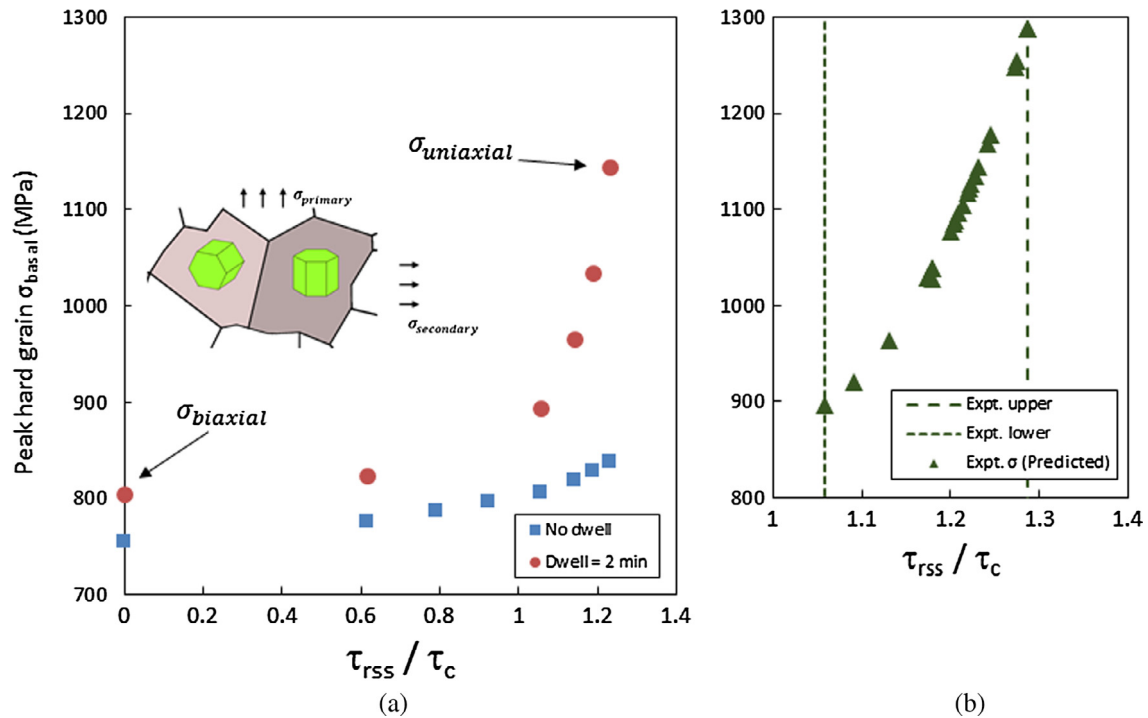 1300
1200
1100
1000
900
800
700
Peak hard grain σbasal (MPa)
0
0.2
0.4
0.6
0.8
1
1.2
1.4
τrss / τc
(a)
σuniaxial
σprimary
σsecondary
σbiaxial
No dwell
Dwell = 2 min
1300
1200
1100
1000
900
800
1
1.1
1.2
1.3
1.4
τrss / τc
(b)
Expt. upper
Expt. lower
Expt. σ (Predicted)